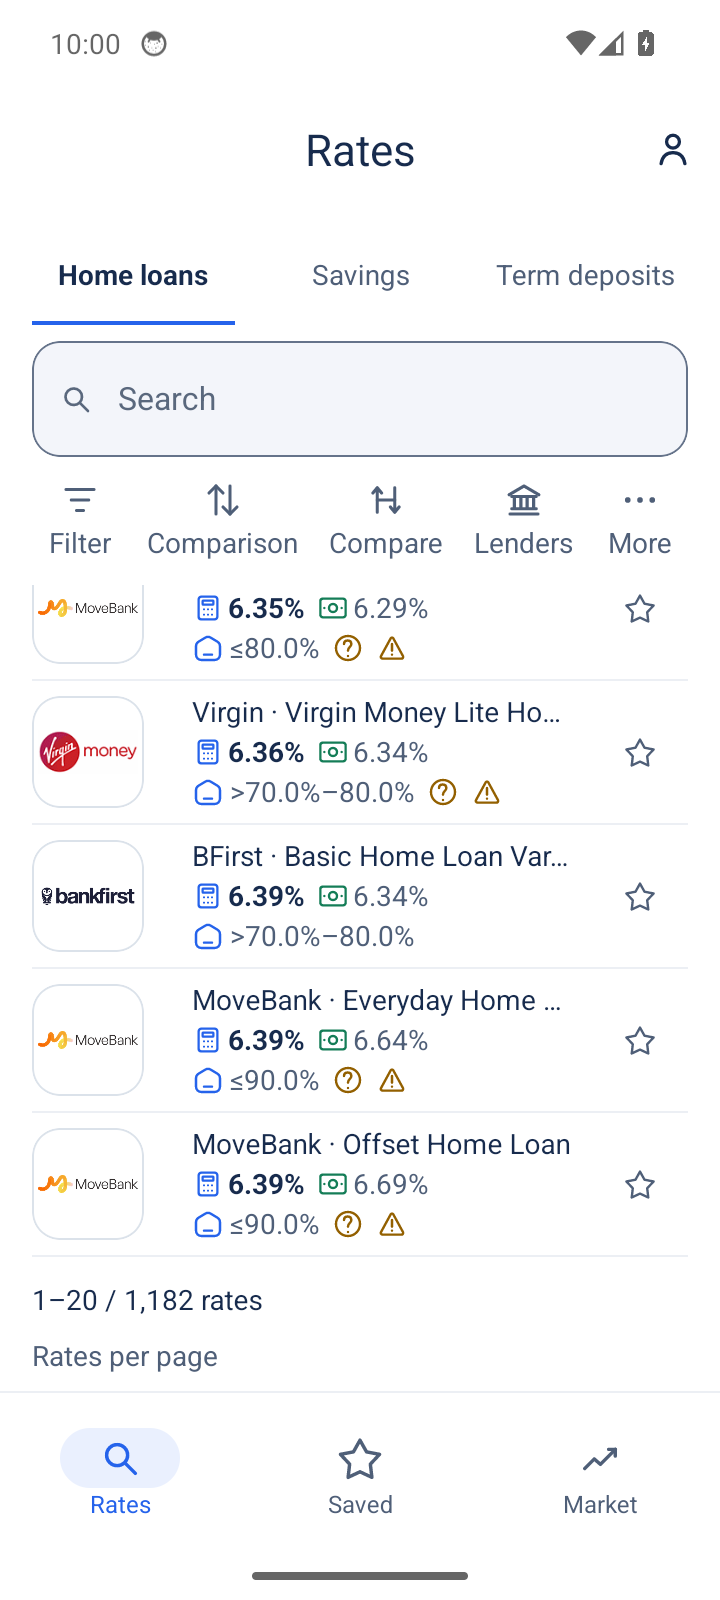 10:00
Rates
Home loans
Savings
Term deposits
Search
Filter
Comparison
Compare
Lenders
More
MoveBank
6.35% 6.29%
≤80.0%
Virgin money
Virgin · Virgin Money Lite Ho...
6.36% 6.34%
>70.0%–80.0%
bankfirst
BFirst · Basic Home Loan Var...
6.39% 6.34%
>70.0%–80.0%
MoveBank
MoveBank · Everyday Home ...
6.39% 6.64%
≤90.0%
MoveBank
MoveBank · Offset Home Loan
6.39% 6.69%
≤90.0%
1–20 / 1,182 rates
Rates per page
Rates
Saved
Market